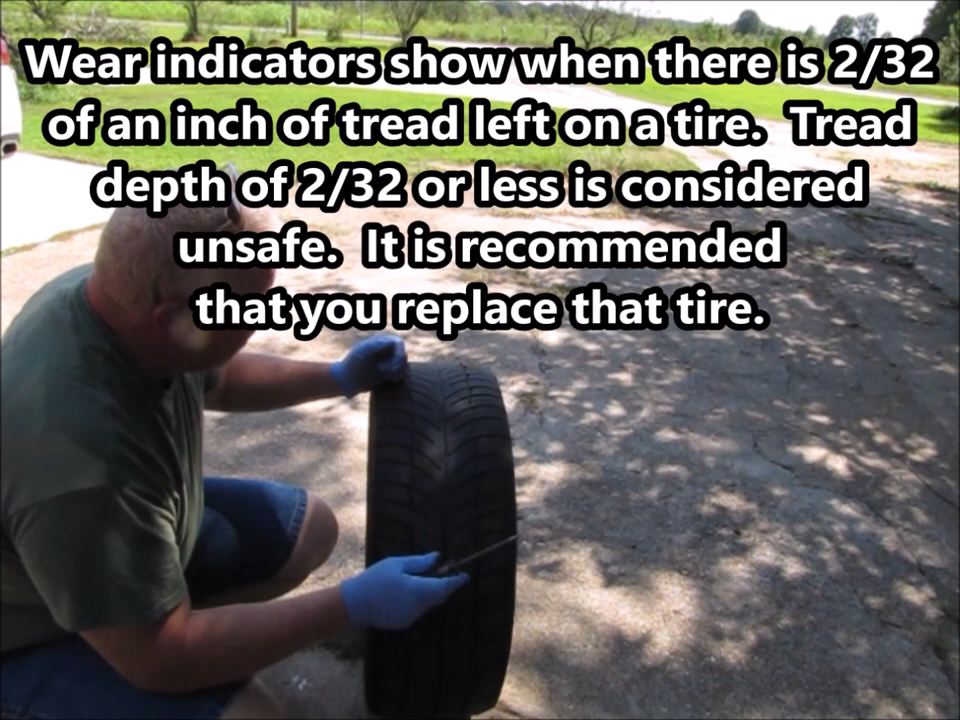 Wear indicators show when there is 2/32
of an inch of tread left on a tire.  Tread
depth of 2/32 or less is considered
unsafe.  It is recommended
that you replace that tire.